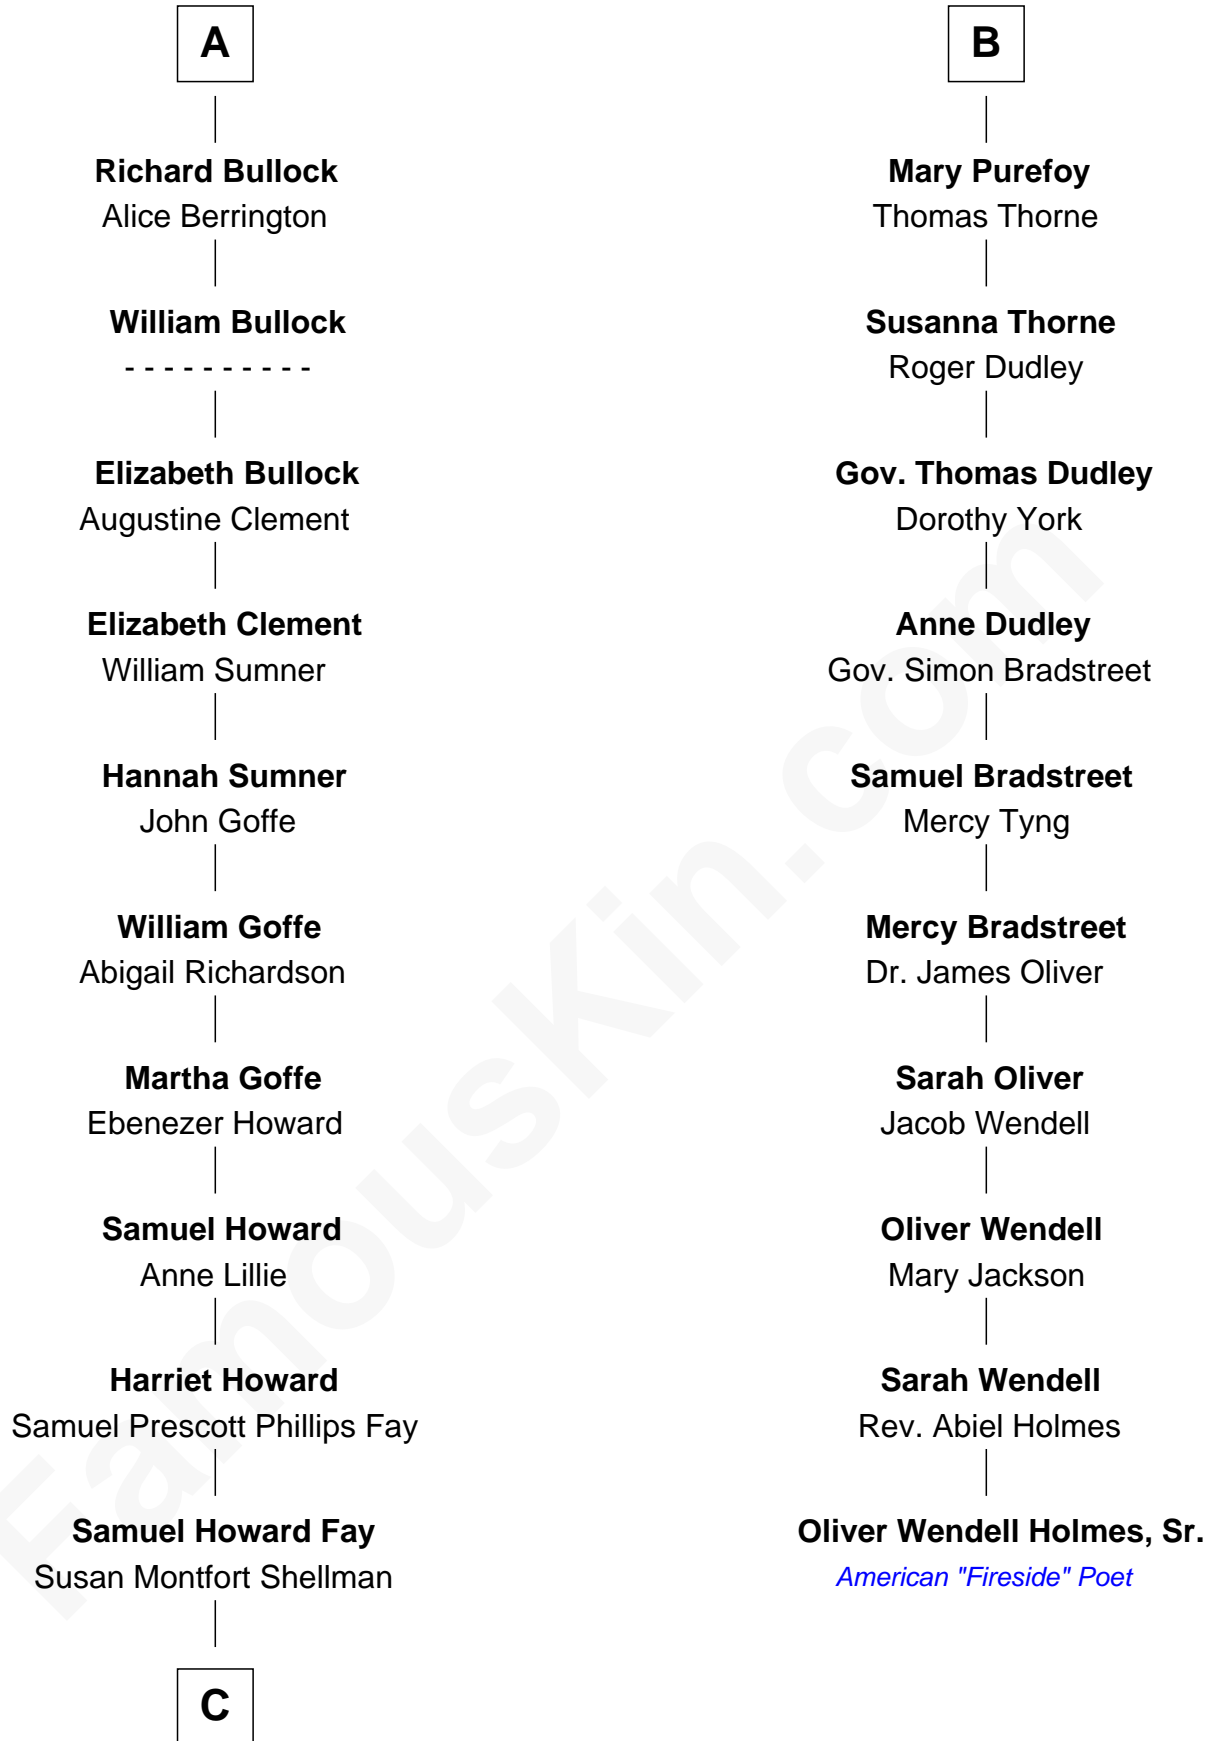 A
Richard Bullock
Alice Berrington
William Bullock
- - - - - - - - - -
Elizabeth Bullock
Augustine Clement
Elizabeth Clement
William Sumner
Hannah Sumner
John Goffe
William Goffe
Abigail Richardson
Martha Goffe
Ebenezer Howard
Samuel Howard
Anne Lillie
Harriet Howard
Samuel Prescott Phillips Fay
Samuel Howard Fay
Susan Montfort Shellman
C
B
Mary Purefoy
Thomas Thorne
Susanna Thorne
Roger Dudley
Gov. Thomas Dudley
Dorothy York
Anne Dudley
Gov. Simon Bradstreet
Samuel Bradstreet
Mercy Tyng
Mercy Bradstreet
Dr. James Oliver
Sarah Oliver
Jacob Wendell
Oliver Wendell
Mary Jackson
Sarah Wendell
Rev. Abiel Holmes
Oliver Wendell Holmes, Sr.
American "Fireside" Poet
FamousKin.com